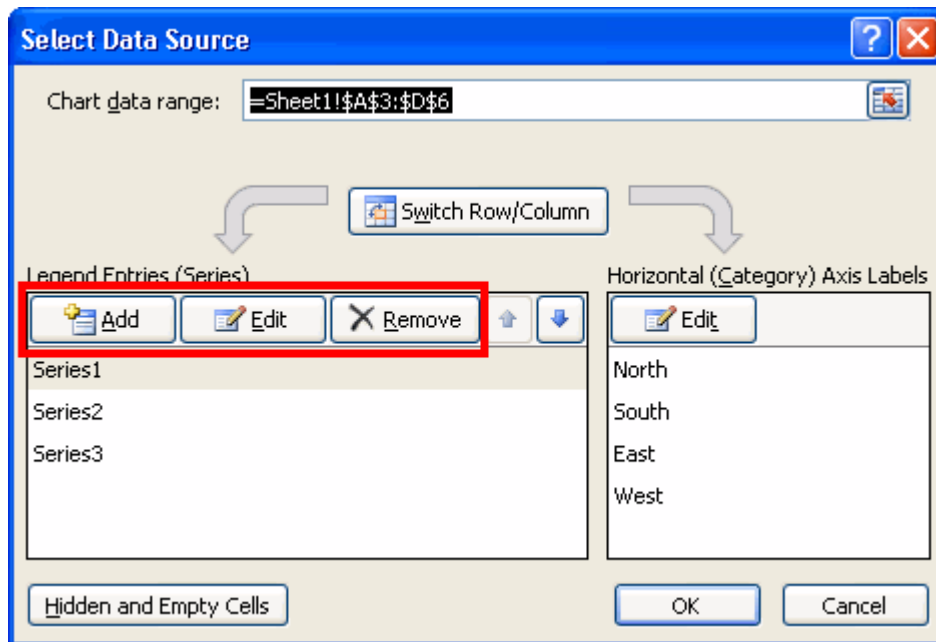 Select Data Source
Chart data range: =Sheet1!$A$3:$D$6
Switch Row/Column
Legend Entries (Series)
Horizontal (Category) Axis Labels
Add Edit Remove
Edit
Series1
North
Series2
South
Series3
East
West
Hidden and Empty Cells
OK
Cancel